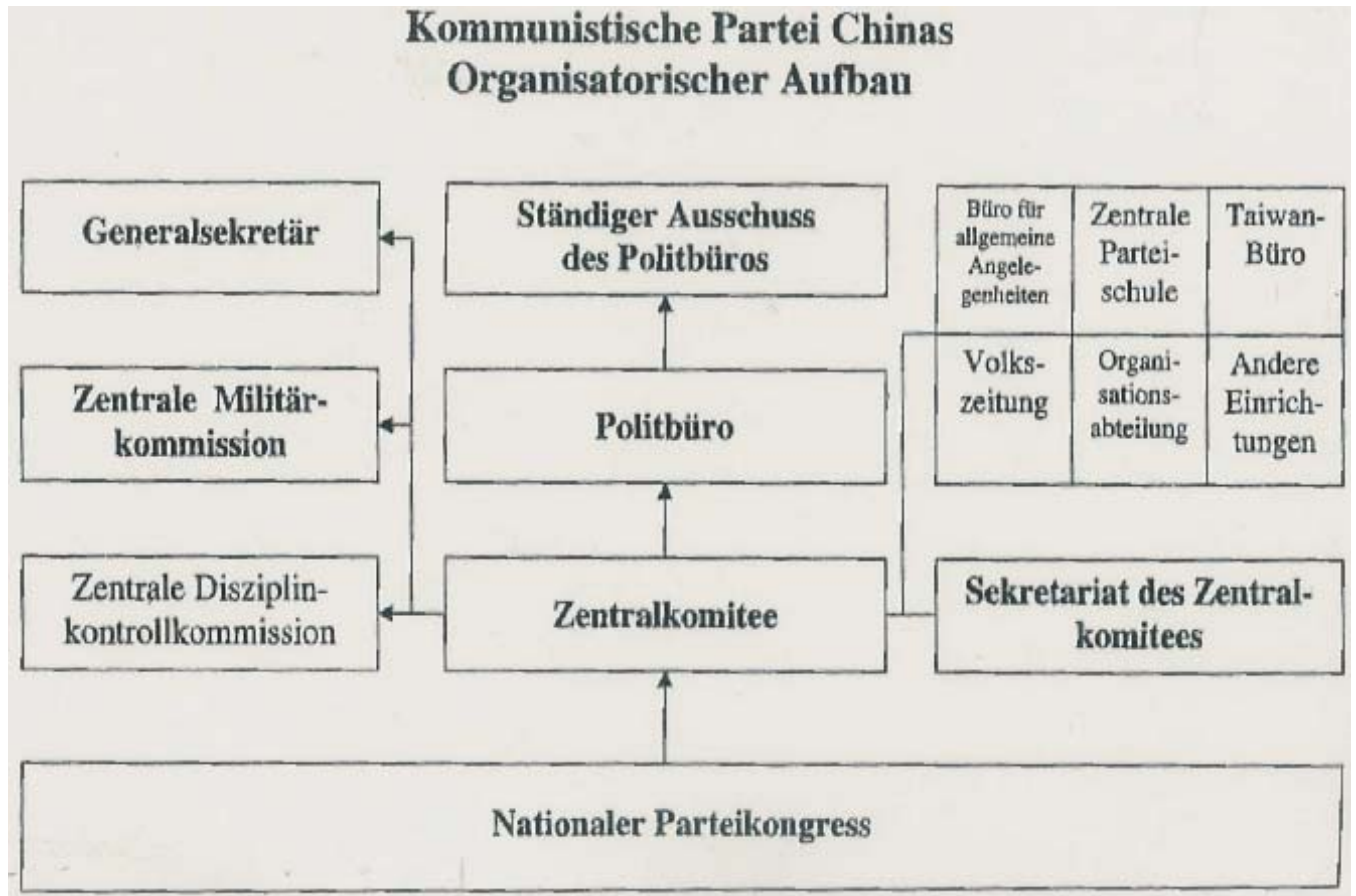 Kommunistische Partei Chinas
Organisatorischer Aufbau
Generalsekretär
Ständiger Ausschuss
des Politbüros
Büro für
allgemeine
Angele-
genheiten
Zentrale
Partei-
schule
Taiwan-
Büro
Zentrale Militär-
kommission
Politbüro
Volks-
zeitung
Organi-
sations-
abteilung
Andere
Einrich-
tungen
Zentrale Disziplin-
kontrollkommission
Zentralkomitee
Sekretariat des Zentral-
komitees
Nationaler Parteikongress